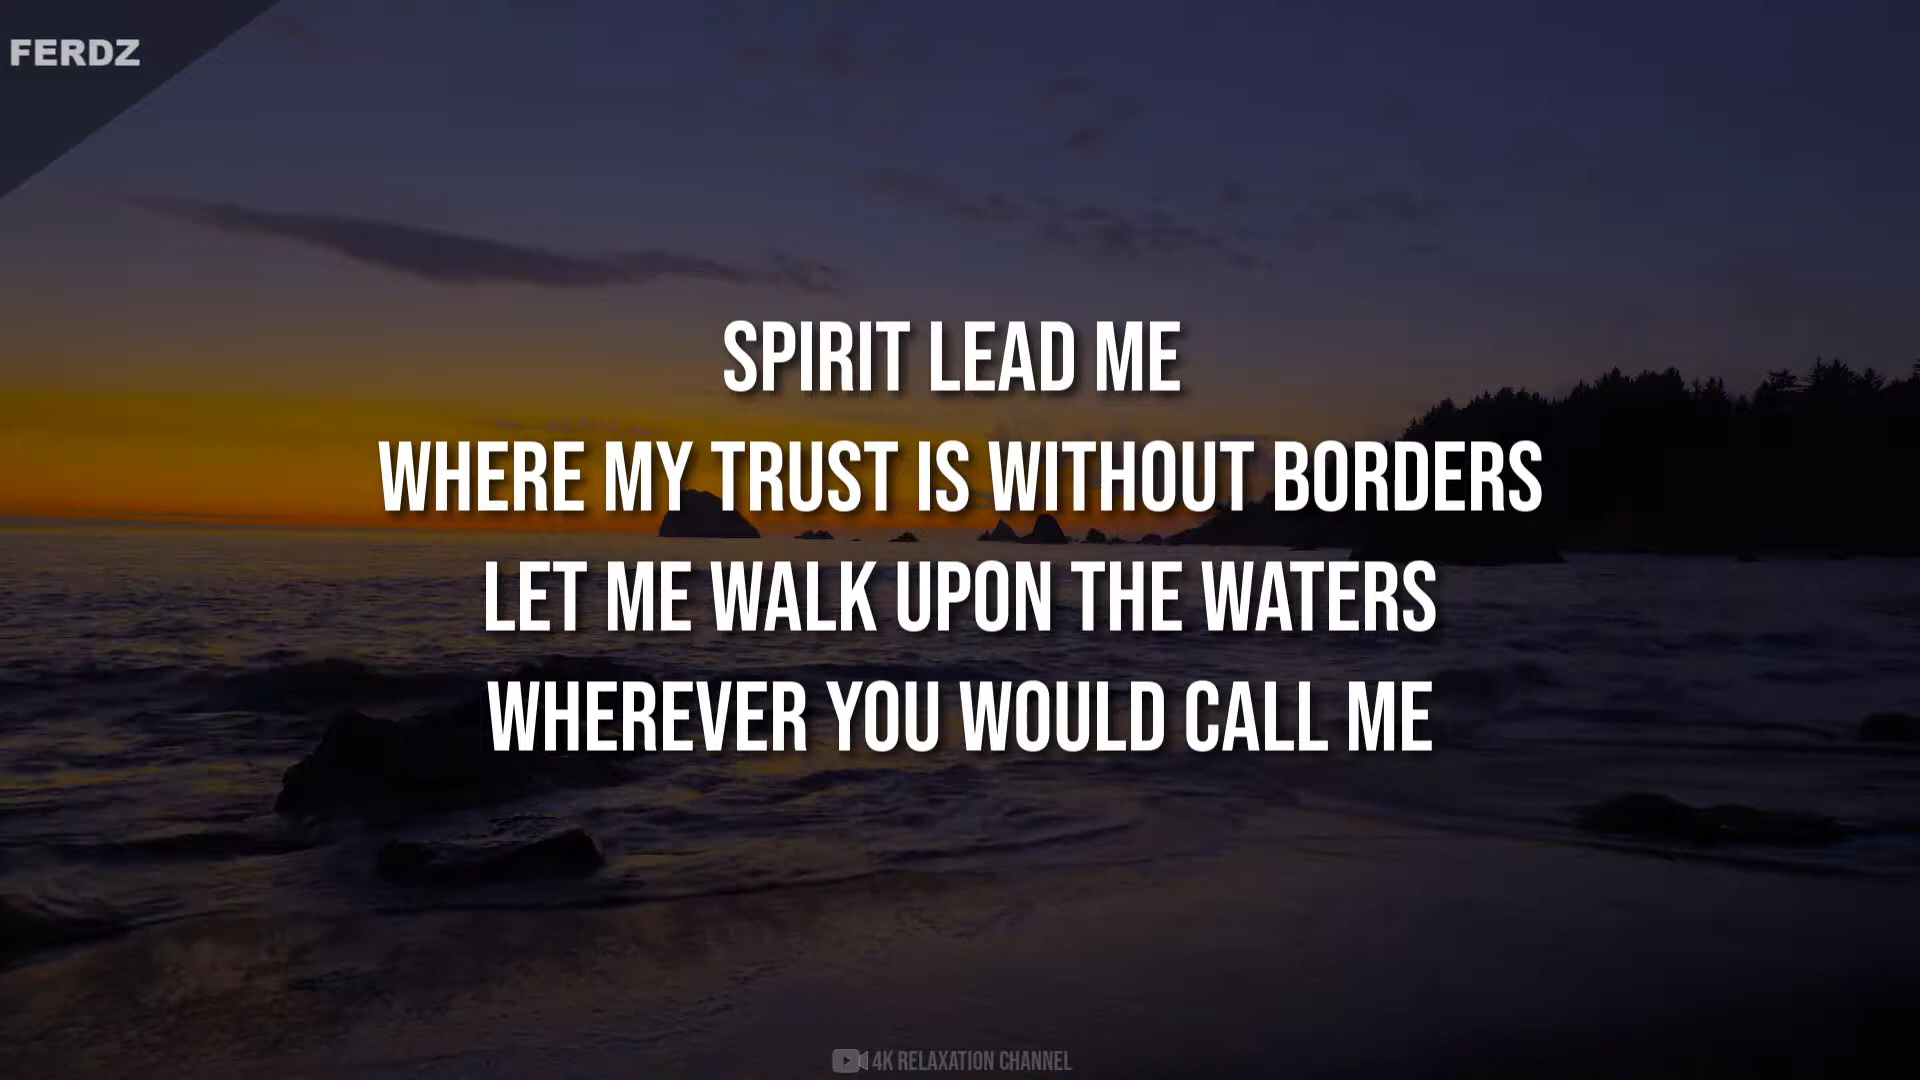 FERDZ
SPIRIT LEAD ME
WHERE MY TRUST IS WITHOUT BORDERS
LET ME WALK UPON THE WATERS
WHEREVER YOU WOULD CALL ME
4K RELAXATION CHANNEL